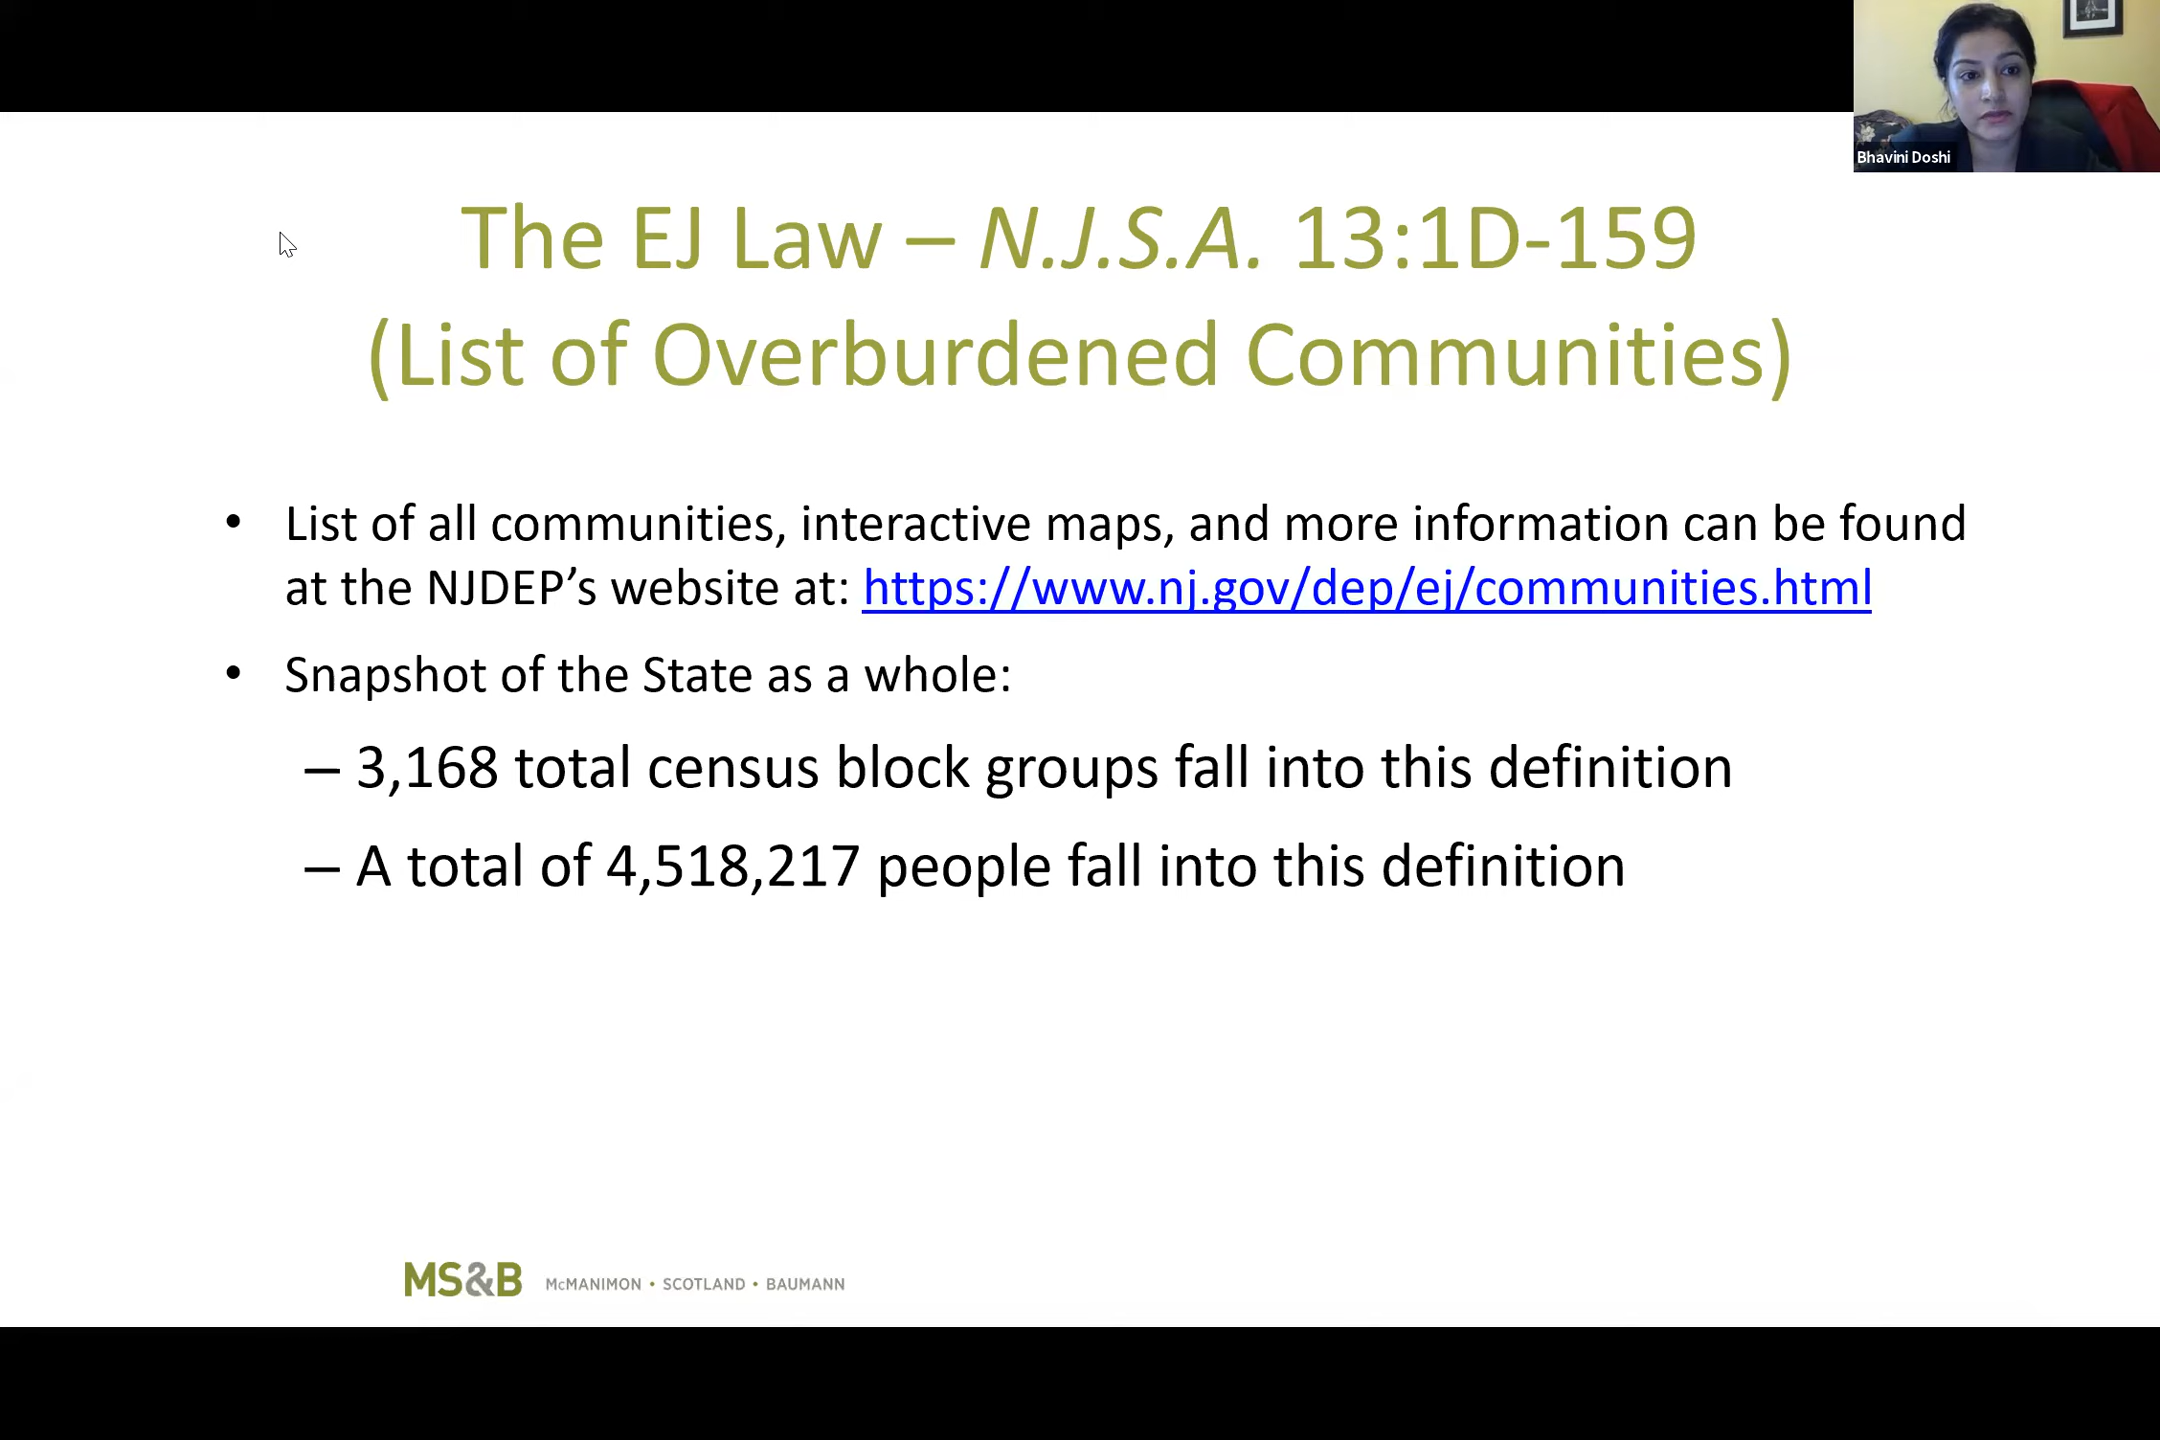 Bhavini Doshi
The EJ Law – N.J.S.A. 13:1D-159
(List of Overburdened Communities)
• List of all communities, interactive maps, and more information can be found
at the NJDEP’s website at: https://www.nj.gov/dep/ej/communities.html
• Snapshot of the State as a whole:
– 3,168 total census block groups fall into this definition
– A total of 4,518,217 people fall into this definition
MS&B McMANIMON • SCOTLAND • BAUMANN